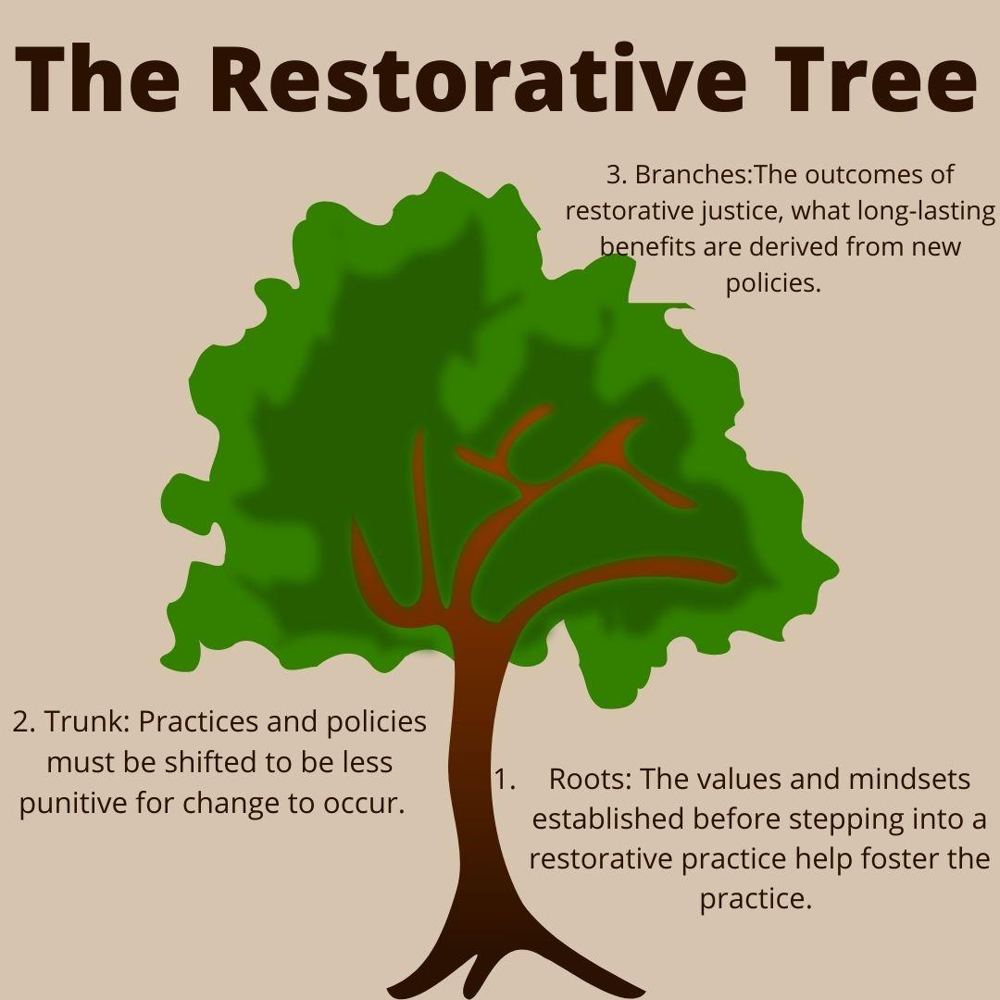 The Restorative Tree
3. Branches:The outcomes of
restorative justice, what long-lasting
benefits are derived from new
policies.
2. Trunk: Practices and policies
must be shifted to be less
punitive for change to occur.
1. Roots: The values and mindsets
established before stepping into a
restorative practice help foster the
practice.